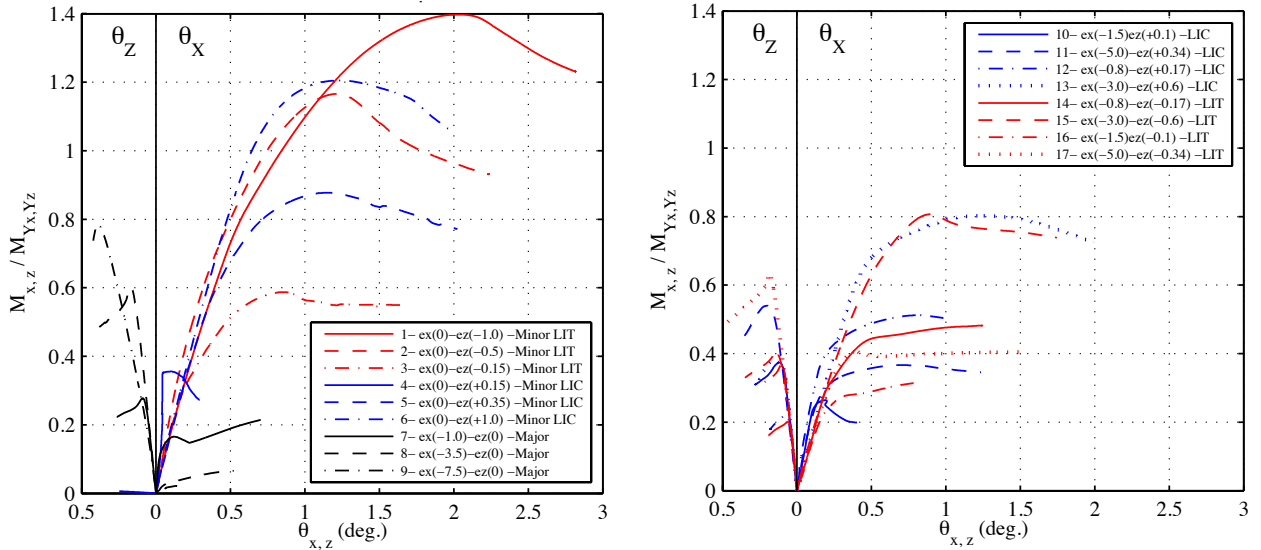 1.4
1.2
1
0.8
0.6
0.4
0.2
0
M x, z / M Yx,Yz
θZ
θX
1− ex(0)−ez(−1.0) −Minor LIT
2− ex(0)−ez(−0.5) −Minor LIT
3− ex(0)−ez(−0.15) −Minor LIT
4− ex(0)−ez(+0.15) −Minor LIC
5− ex(0)−ez(+0.35) −Minor LIC
6− ex(0)−ez(+1.0) −Minor LIC
7− ex(−1.0)−ez(0) −Major
8− ex(−3.5)−ez(0) −Major
9− ex(−7.5)−ez(0) −Major
0.5 0 0.5 1 1.5 2 2.5 3
θx, z (deg.)
1.4
1.2
1
0.8
0.6
0.4
0.2
0
M x, z / M Yx,Yz
θZ
θX
10− ex(−1.5)ez(+0.1) −LIC
11− ex(−5.0)−ez(+0.34) −LIC
12− ex(−0.8)−ez(+0.17) −LIC
13− ex(−3.0)−ez(+0.6) −LIC
14− ex(−0.8)−ez(−0.17) −LIT
15− ex(−3.0)−ez(−0.6) −LIT
16− ex(−1.5)ez(−0.1) −LIT
17− ex(−5.0)−ez(−0.34) −LIT
0.5 0 0.5 1 1.5 2 2.5 3
θx, z (deg.)